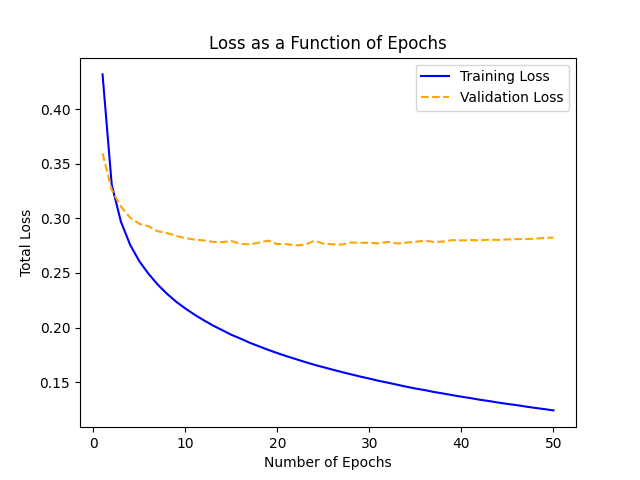 Loss as a Function of Epochs
Training Loss
Validation Loss
Total Loss
0.40
0.35
0.30
0.25
0.20
0.15
0
10
20
30
40
50
Number of Epochs